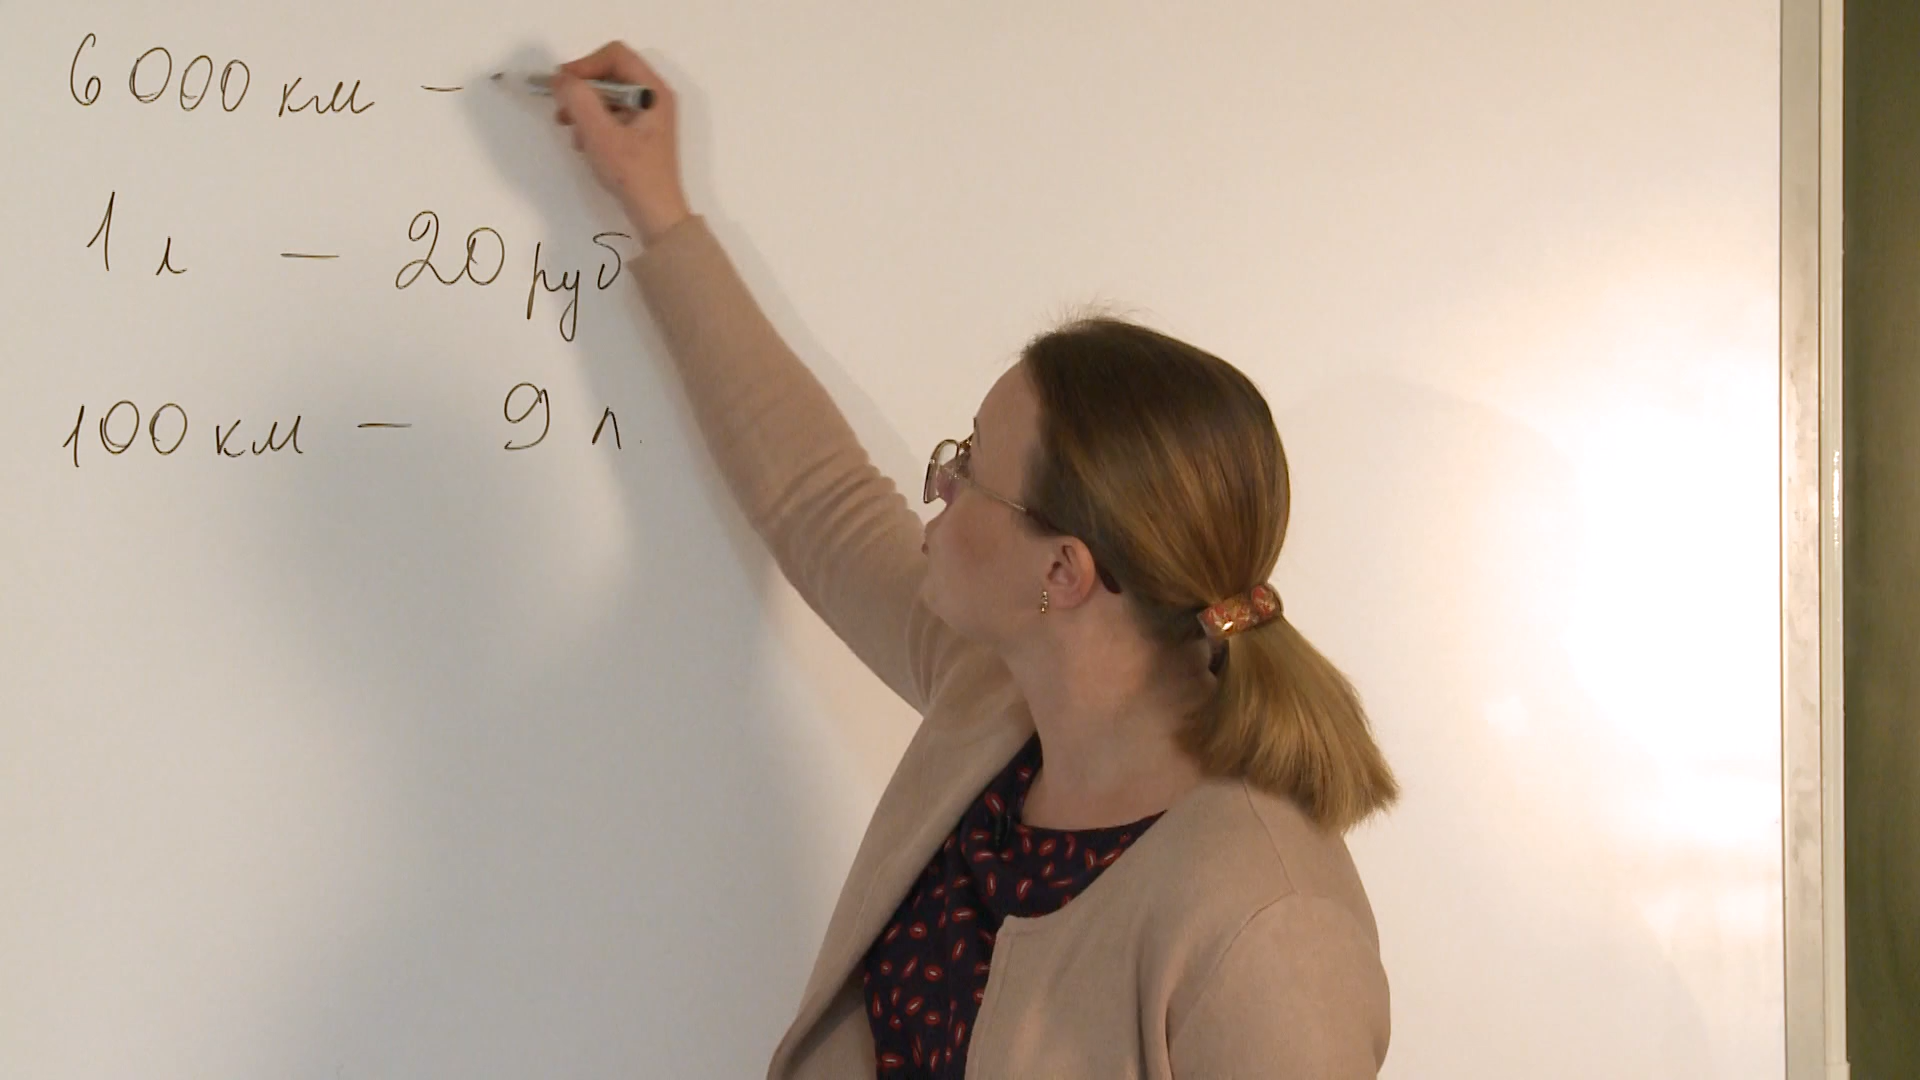 6 000 км —
1 л — 20 руб
100 км — 9 л.